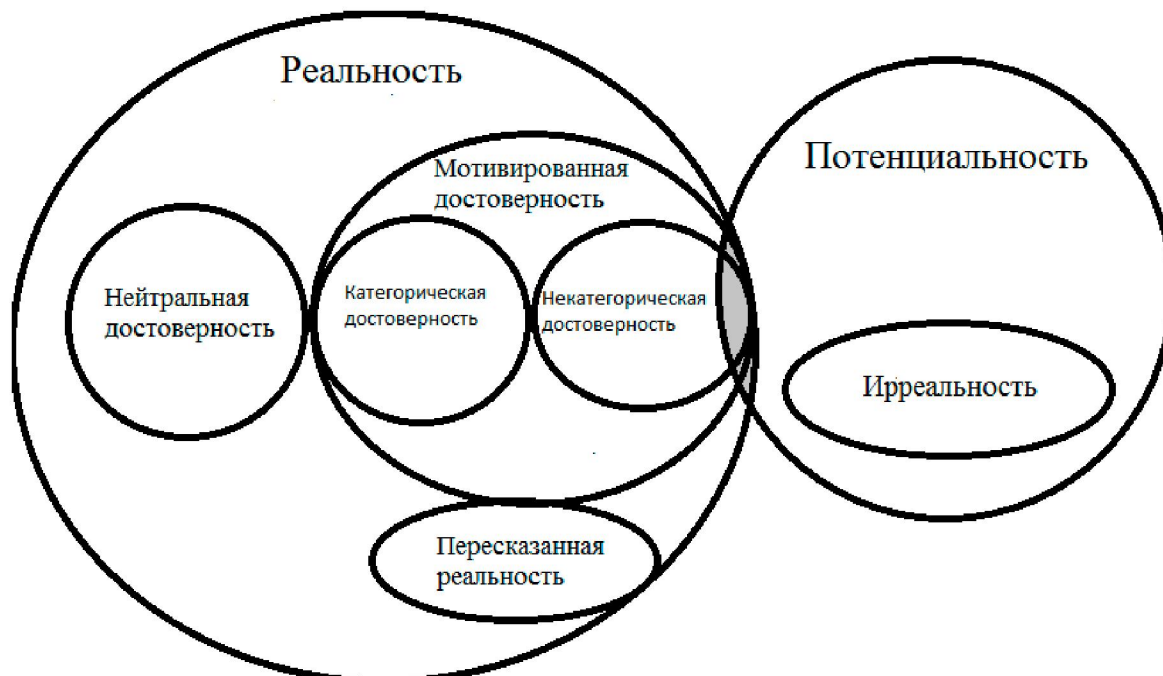 Реальность
Потенциальность
Мотивированная
достоверность
Нейтральная
достоверность
Категорическая
достоверность
Некатегорическая
достоверность
Ирреальность
Пересказанная
реальность